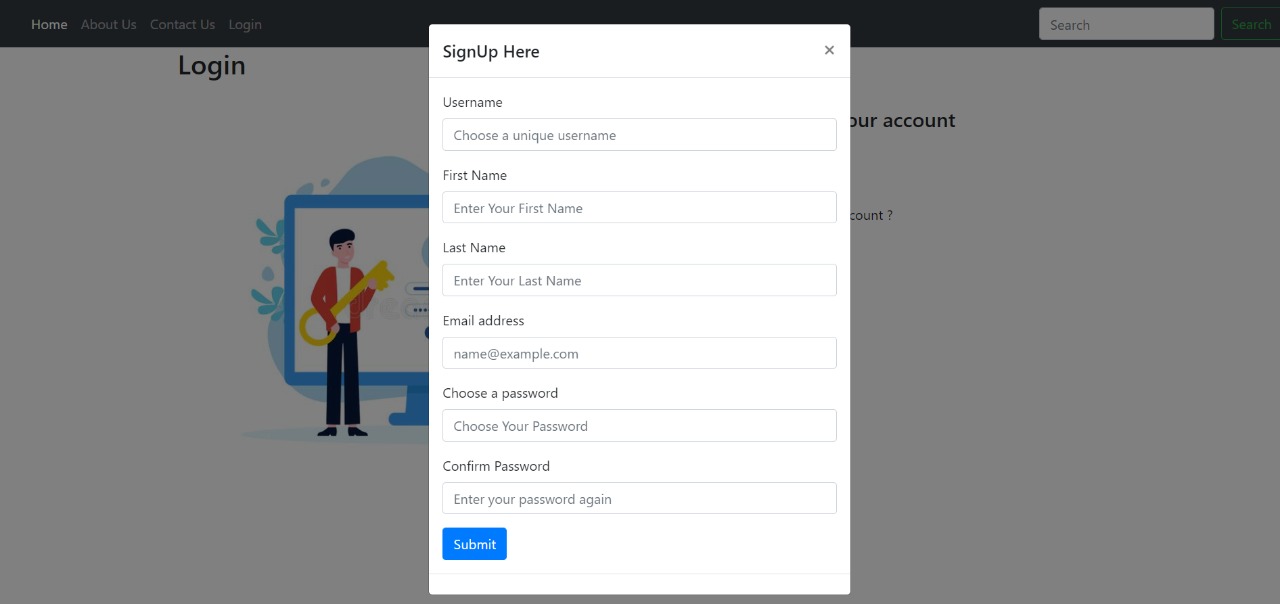 Home About Us Contact Us Login
Search
Search
Login
SignUp Here
×
Username
Choose a unique username
First Name
Enter Your First Name
Last Name
Enter Your Last Name
Email address
name@example.com
Choose a password
Choose Your Password
Confirm Password
Enter your password again
Submit
account
?